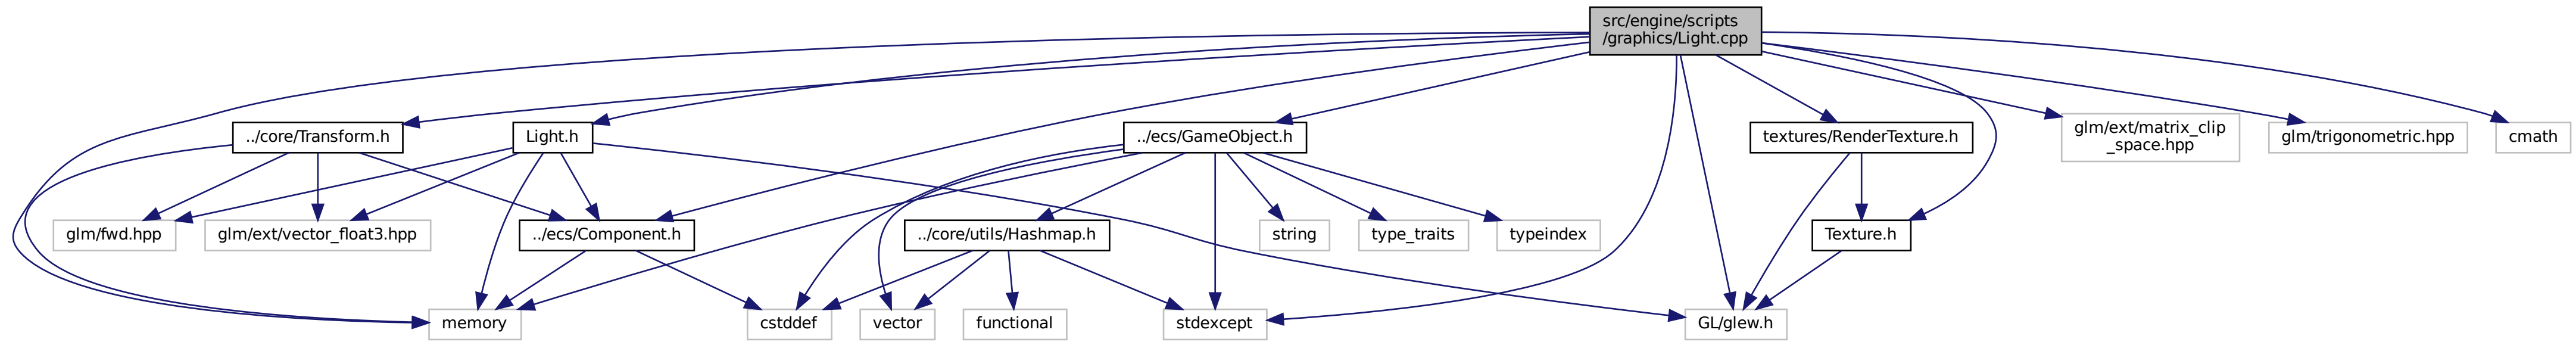 src/engine/scripts
/graphics/Light.cpp
../core/Transform.h
Light.h
../ecs/GameObject.h
textures/RenderTexture.h
glm/ext/matrix_clip
_space.hpp
glm/trigonometric.hpp
cmath
glm/fwd.hpp
glm/ext/vector_float3.hpp
../ecs/Component.h
../core/utils/Hashmap.h
string
type_traits
typeindex
Texture.h
memory
cstddef
vector
functional
stdexcept
GL/glew.h